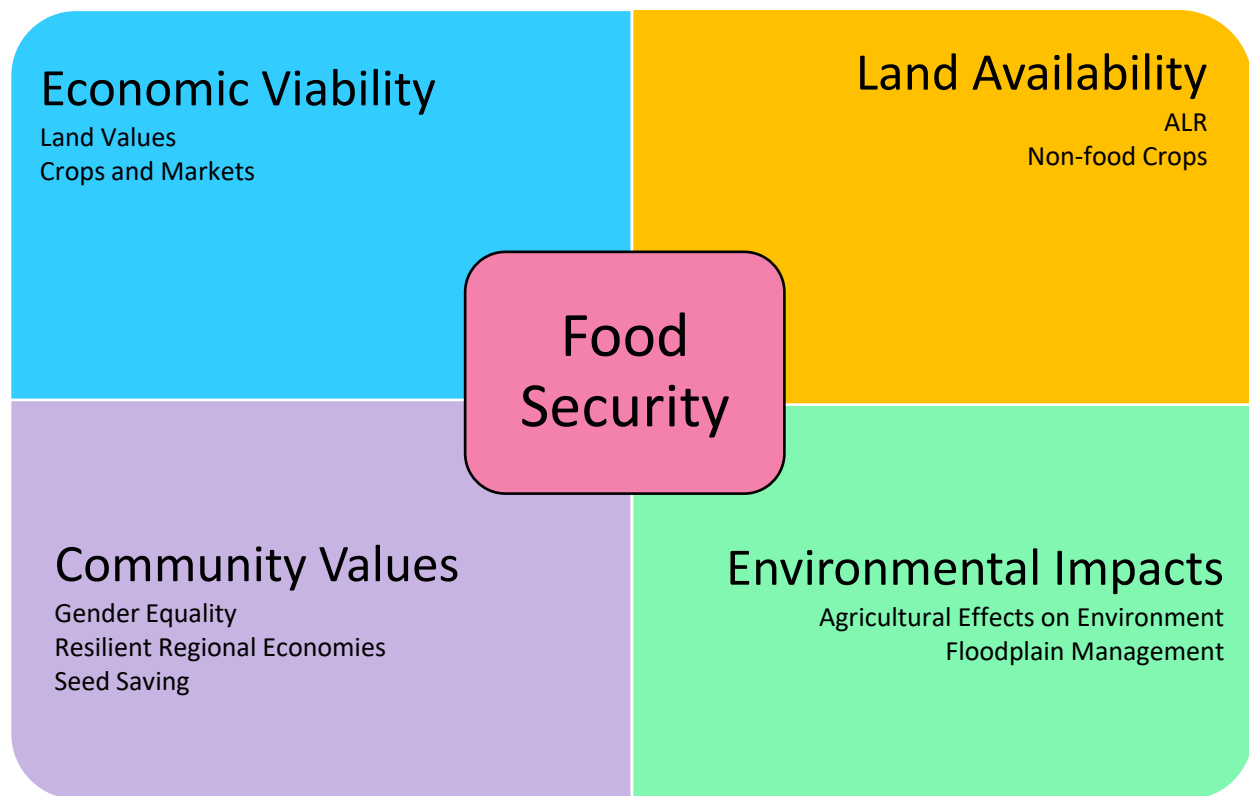 Economic Viability
Land Values
Crops and Markets
Land Availability
ALR
Non-food Crops
Food
Security
Community Values
Gender Equality
Resilient Regional Economies
Seed Saving
Environmental Impacts
Agricultural Effects on Environment
Floodplain Management